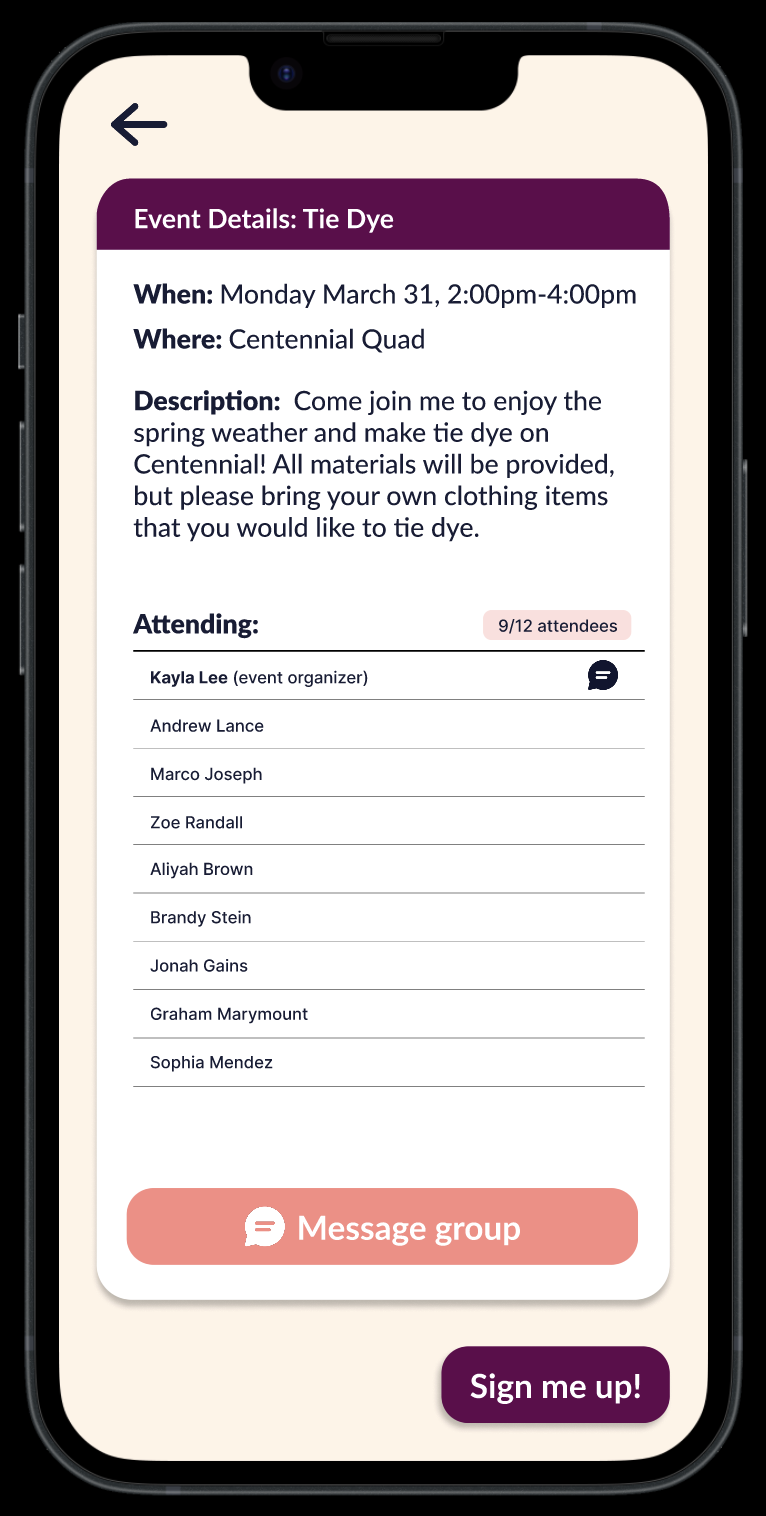 Event Details: Tie Dye
When: Monday March 31, 2:00pm-4:00pm
Where: Centennial Quad
Description: Come join me to enjoy the
spring weather and make tie dye on
Centennial! All materials will be provided,
but please bring your own clothing items
that you would like to tie dye.
Attending:
9/12 attendees
Kayla Lee (event organizer)
Andrew Lance
Marco Joseph
Zoe Randall
Aliyah Brown
Brandy Stein
Jonah Gains
Graham Marymount
Sophia Mendez
Message group
Sign me up!